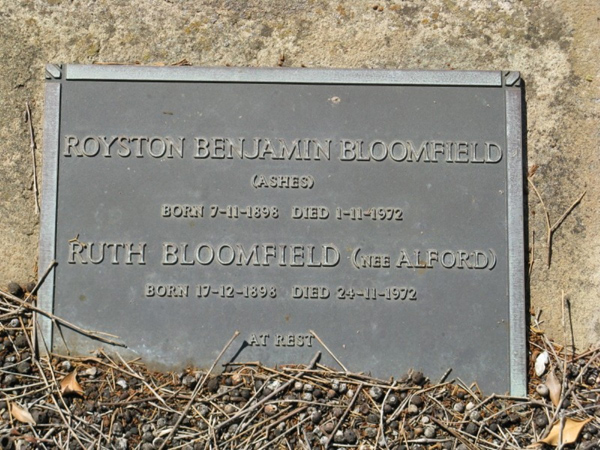 ROYSTON BENJAMIN BLOOMFIELD
(ASHES)
BORN 7-11-1898 DIED 1-11-1972
RUTH BLOOMFIELD (NEE ALFORD)
BORN 17-12-1898 DIED 24-11-1972
AT REST